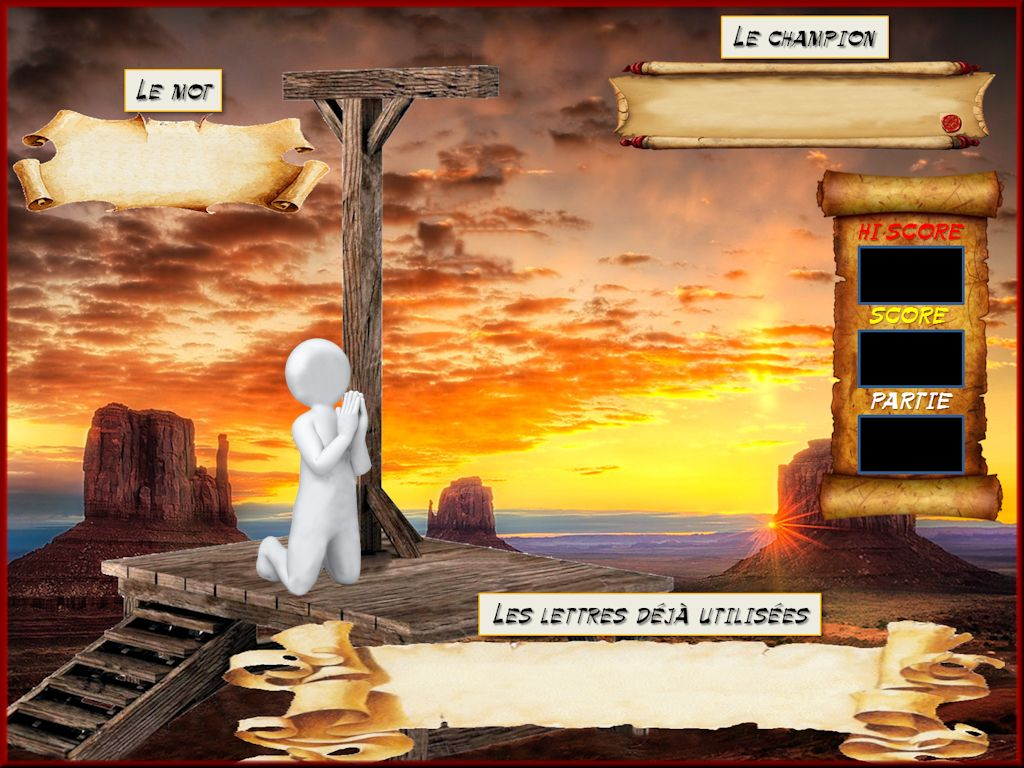 Le champion
Le mot
HI-SCORE
SCORE
PARTIE
Les lettres déjà utilisées